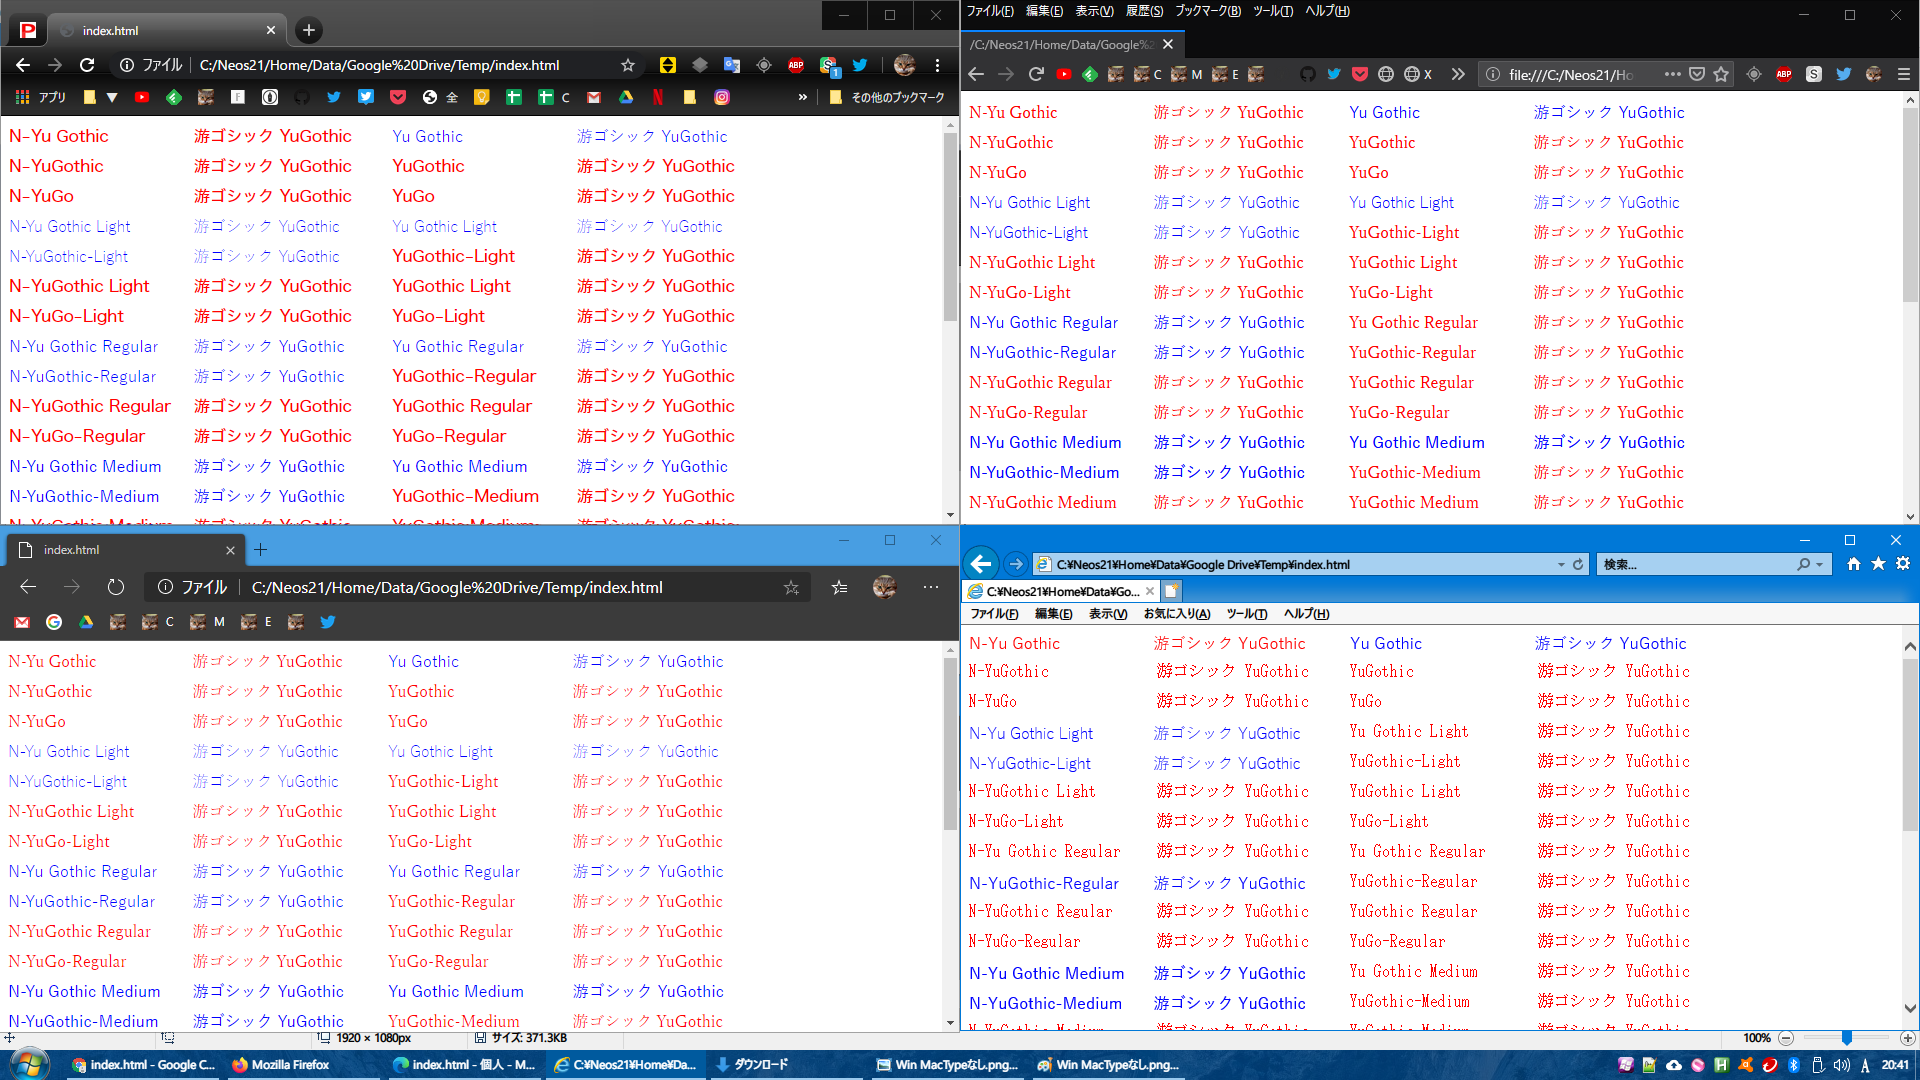 index.html
ファイル C:/Neos21/Home/Data/Google%20Drive/Temp/index.html
アプリ 全 C その他のブックマーク
N-Yu Gothic 游ゴシック YuGothic Yu Gothic 游ゴシック YuGothic
N-YuGothic 游ゴシック YuGothic YuGothic 游ゴシック YuGothic
N-YuGo 游ゴシック YuGothic YuGo 游ゴシック YuGothic
N-Yu Gothic Light 游ゴシック YuGothic Yu Gothic Light 游ゴシック YuGothic
N-YuGothic-Light 游ゴシック YuGothic YuGothic-Light 游ゴシック YuGothic
N-YuGothic Light 游ゴシック YuGothic YuGothic Light 游ゴシック YuGothic
N-YuGo-Light 游ゴシック YuGothic YuGo-Light 游ゴシック YuGothic
N-Yu Gothic Regular 游ゴシック YuGothic Yu Gothic Regular 游ゴシック YuGothic
N-YuGothic-Regular 游ゴシック YuGothic YuGothic-Regular 游ゴシック YuGothic
N-YuGothic Regular 游ゴシック YuGothic YuGothic Regular 游ゴシック YuGothic
N-YuGo-Regular 游ゴシック YuGothic YuGo-Regular 游ゴシック YuGothic
N-Yu Gothic Medium 游ゴシック YuGothic Yu Gothic Medium 游ゴシック YuGothic
N-YuGothic-Medium 游ゴシック YuGothic YuGothic-Medium 游ゴシック YuGothic
N-YuGothic Medium 游ゴシック YuGothic YuGothic Medium 游ゴシック YuGothic
ファイル(F) 編集(E) 表示(V) 履歴(S) ブックマーク(B) ツール(T) ヘルプ(H)
/C:/Neos21/Home/Data/Google%2
C M E X file:///C:/Neos21/Ho
N-Yu Gothic 游ゴシック YuGothic Yu Gothic 游ゴシック YuGothic
N-YuGothic 游ゴシック YuGothic YuGothic 游ゴシック YuGothic
N-YuGo 游ゴシック YuGothic YuGo 游ゴシック YuGothic
N-Yu Gothic Light 游ゴシック YuGothic Yu Gothic Light 游ゴシック YuGothic
N-YuGothic-Light 游ゴシック YuGothic YuGothic-Light 游ゴシック YuGothic
N-YuGothic Light 游ゴシック YuGothic YuGothic Light 游ゴシック YuGothic
N-YuGo-Light 游ゴシック YuGothic YuGo-Light 游ゴシック YuGothic
N-Yu Gothic Regular 游ゴシック YuGothic Yu Gothic Regular 游ゴシック YuGothic
N-YuGothic-Regular 游ゴシック YuGothic YuGothic-Regular 游ゴシック YuGothic
N-YuGothic Regular 游ゴシック YuGothic YuGothic Regular 游ゴシック YuGothic
N-YuGo-Regular 游ゴシック YuGothic YuGo-Regular 游ゴシック YuGothic
N-Yu Gothic Medium 游ゴシック YuGothic Yu Gothic Medium 游ゴシック YuGothic
N-YuGothic-Medium 游ゴシック YuGothic YuGothic-Medium 游ゴシック YuGothic
N-YuGothic Medium 游ゴシック YuGothic YuGothic Medium 游ゴシック YuGothic
index.html
ファイル C:/Neos21/Home/Data/Google%20Drive/Temp/index.html
C M E
N-Yu Gothic 游ゴシック YuGothic Yu Gothic 游ゴシック YuGothic
N-YuGothic 游ゴシック YuGothic YuGothic 游ゴシック YuGothic
N-YuGo 游ゴシック YuGothic YuGo 游ゴシック YuGothic
N-Yu Gothic Light 游ゴシック YuGothic Yu Gothic Light 游ゴシック YuGothic
N-YuGothic-Light 游ゴシック YuGothic YuGothic-Light 游ゴシック YuGothic
N-YuGothic Light 游ゴシック YuGothic YuGothic Light 游ゴシック YuGothic
N-YuGo-Light 游ゴシック YuGothic YuGo-Light 游ゴシック YuGothic
N-Yu Gothic Regular 游ゴシック YuGothic Yu Gothic Regular 游ゴシック YuGothic
N-YuGothic-Regular 游ゴシック YuGothic YuGothic-Regular 游ゴシック YuGothic
N-YuGothic Regular 游ゴシック YuGothic YuGothic Regular 游ゴシック YuGothic
N-YuGo-Regular 游ゴシック YuGothic YuGo-Regular 游ゴシック YuGothic
N-Yu Gothic Medium 游ゴシック YuGothic Yu Gothic Medium 游ゴシック YuGothic
N-YuGothic-Medium 游ゴシック YuGothic YuGothic-Medium 游ゴシック YuGothic
C:¥Neos21¥Home¥Data¥Google Drive¥Temp¥index.html 検索...
C:¥Neos21¥Home¥Data¥Go...
ファイル(F) 編集(E) 表示(V) お気に入り(A) ツール(T) ヘルプ(H)
N-Yu Gothic 游ゴシック YuGothic Yu Gothic 游ゴシック YuGothic
N-YuGothic 游ゴシック YuGothic YuGothic 游ゴシック YuGothic
N-YuGo 游ゴシック YuGothic YuGo 游ゴシック YuGothic
N-Yu Gothic Light 游ゴシック YuGothic Yu Gothic Light 游ゴシック YuGothic
N-YuGothic-Light 游ゴシック YuGothic YuGothic-Light 游ゴシック YuGothic
N-YuGothic Light 游ゴシック YuGothic YuGothic Light 游ゴシック YuGothic
N-YuGo-Light 游ゴシック YuGothic YuGo-Light 游ゴシック YuGothic
N-Yu Gothic Regular 游ゴシック YuGothic Yu Gothic Regular 游ゴシック YuGothic
N-YuGothic-Regular 游ゴシック YuGothic YuGothic-Regular 游ゴシック YuGothic
N-YuGothic Regular 游ゴシック YuGothic YuGothic Regular 游ゴシック YuGothic
N-YuGo-Regular 游ゴシック YuGothic YuGo-Regular 游ゴシック YuGothic
N-Yu Gothic Medium 游ゴシック YuGothic Yu Gothic Medium 游ゴシック YuGothic
N-YuGothic-Medium 游ゴシック YuGothic YuGothic-Medium 游ゴシック YuGothic
1920 × 1080px サイズ: 371.3KB 100%
index.html - Google C... Mozilla Firefox index.html - 個人 - M... C:¥Neos21¥Home¥Da... ダウンロード Win MacTypeなし.png... Win MacTypeなし.png... A 20:41